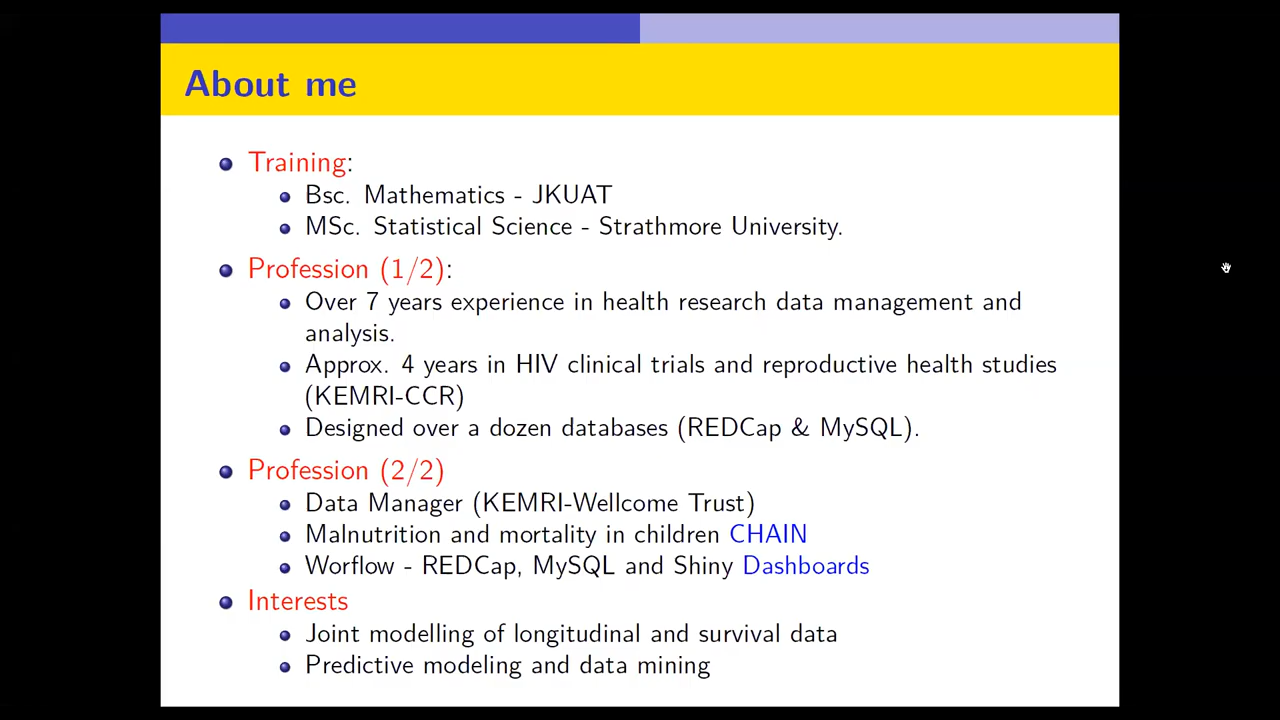 About me
Training:
Bsc. Mathematics - JKUAT
MSc. Statistical Science - Strathmore University.
Profession (1/2):
Over 7 years experience in health research data management and
analysis.
Approx. 4 years in HIV clinical trials and reproductive health studies
(KEMRI-CCR)
Designed over a dozen databases (REDCap & MySQL).
Profession (2/2)
Data Manager (KEMRI-Wellcome Trust)
Malnutrition and mortality in children CHAIN
Worflow - REDCap, MySQL and Shiny Dashboards
Interests
Joint modelling of longitudinal and survival data
Predictive modeling and data mining